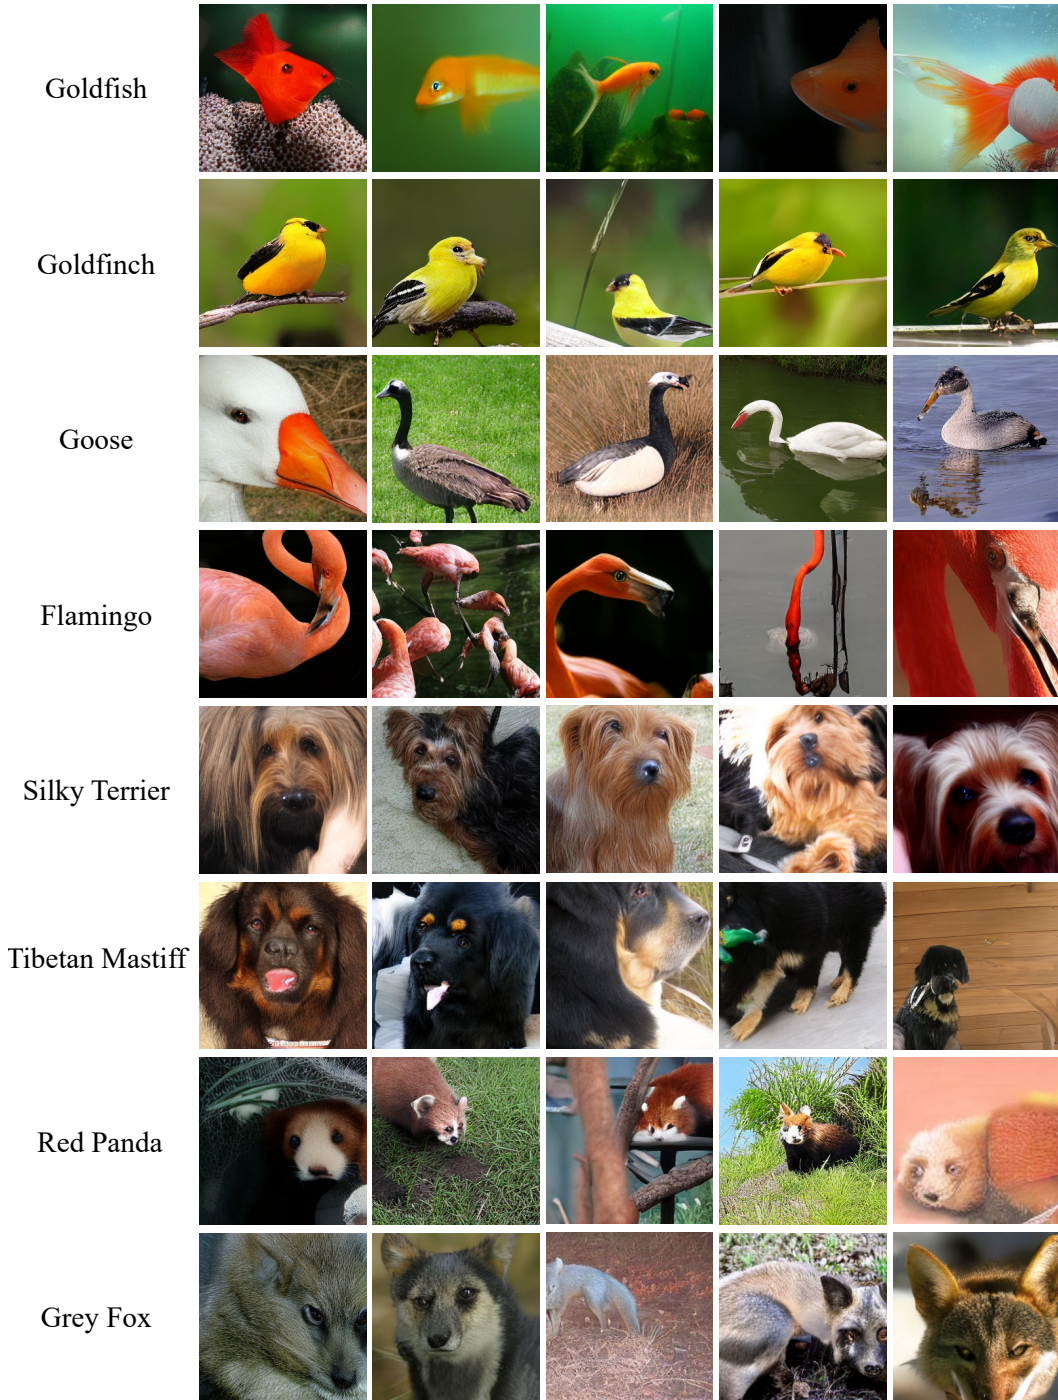 Goldfish
Goldfinch
Goose
Flamingo
Silky Terrier
Tibetan Mastiff
Red Panda
Grey Fox